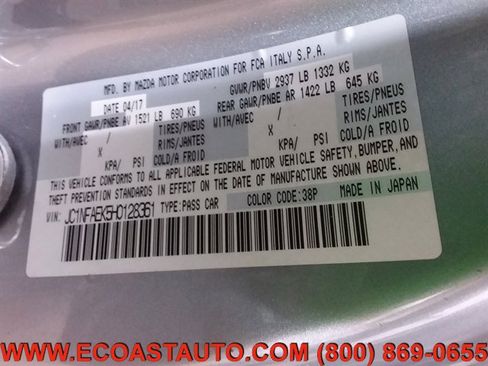 MFD. BY MAZDA MOTOR CORPORATION FOR FCA ITALY S.P.A.
DATE 04/17 GVWR/PNBV 2937 LB 1332 KG
FRONT GAWR/PNBE AV 1521 LB 690 KG REAR GAWR/PNBE AR 1422 LB 645 KG
WITH/AVEC TIRES/PNEUS WITH/AVEC TIRES/PNEUS
/ RIMS/JANTES / RIMS/JANTES
X COLD/A FROID X COLD/A FROID
KPA/ PSI KPA/ PSI
THIS VEHICLE CONFORMS TO ALL APPLICABLE FEDERAL MOTOR VEHICLE SAFETY, BUMPER, AND
THEFT PREVENTION STANDARDS IN EFFECT ON THE DATE OF MANUFACTURE SHOWN ABOVE.
VIN: JC1NFAEK5H0128361 TYPE:PASS CAR COLOR CODE:38P MADE IN JAPAN
WWW.ECOASTAUTO.COM (800) 869-0655